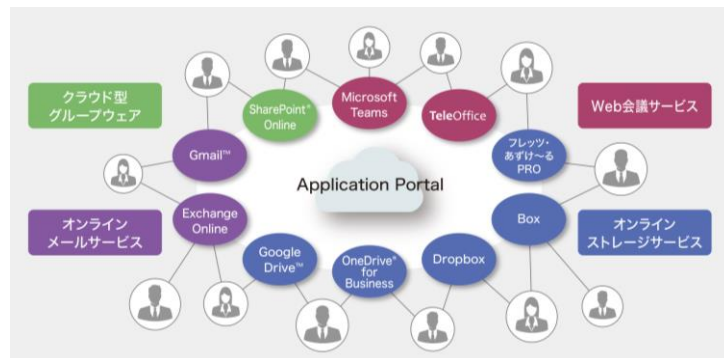 クラウド型
グループウェア
SharePoint®
Online
Microsoft
Teams
TeleOffice
Web会議サービス
Gmail™
フレッツ・
あずけ〜る
PRO
Application Portal
オンライン
メールサービス
Exchange
Online
Google
Drive™
OneDrive®
for
Business
Dropbox
Box
オンライン
ストレージサービス